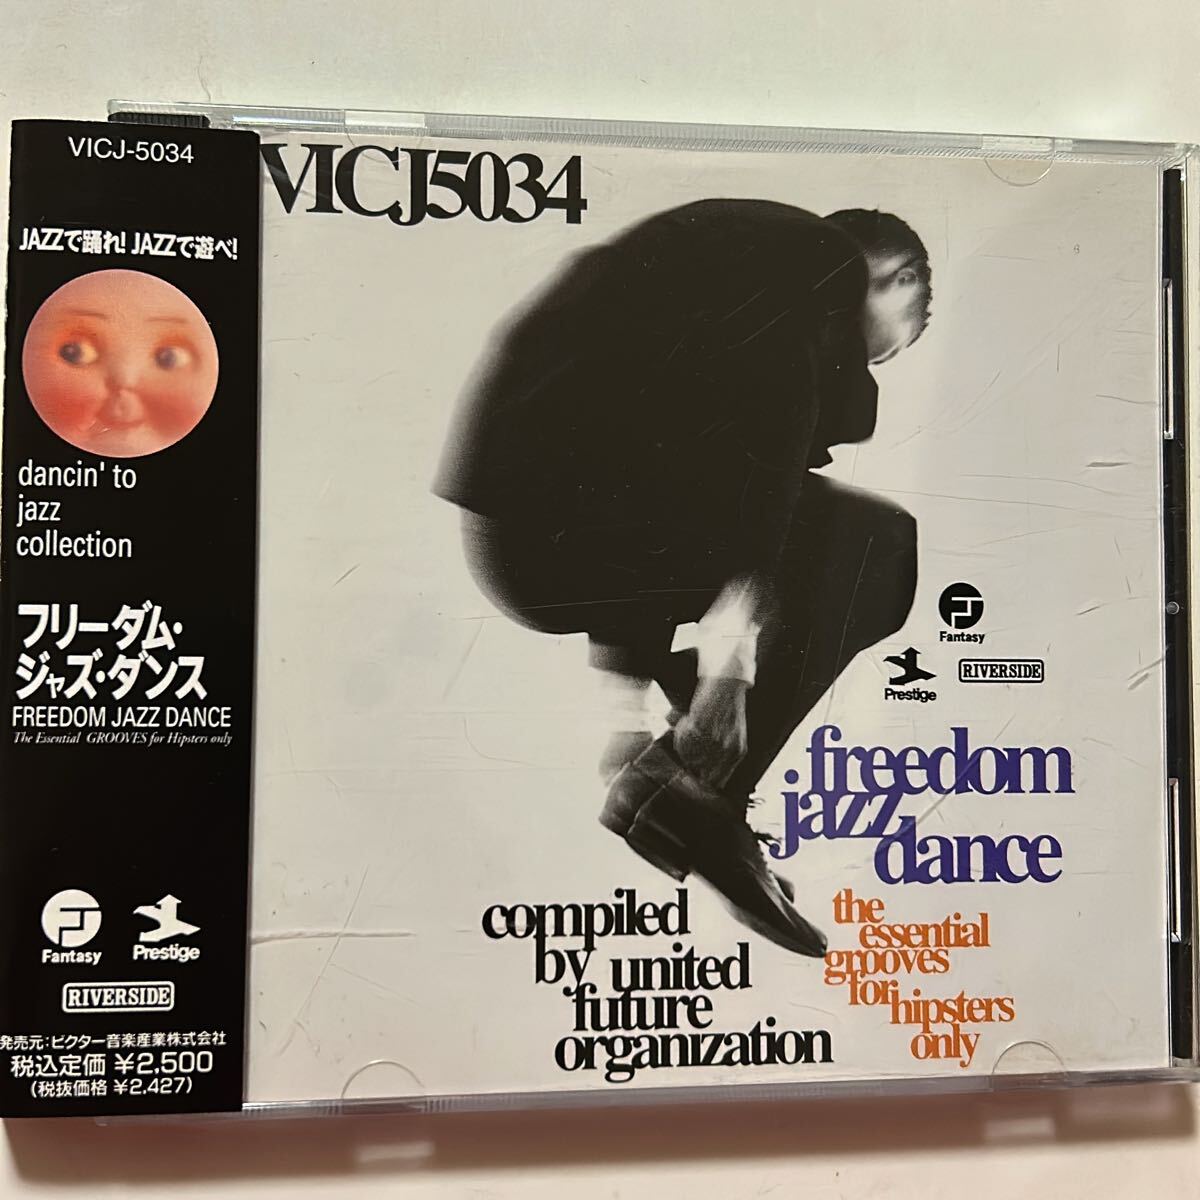 VICJ-5034
JAZZで踊れ! JAZZで遊べ!
dancin' to
jazz
collection
フリーダム・
ジャズ・ダンス
FREEDOM JAZZ DANCE
The Essential GROOVES for Hipsters only
Fantasy
Prestige
RIVERSIDE
発売元:ビクター音楽産業株式会社
税込定価 ¥2,500
(税抜価格 ¥2,427)
VICJ5034
Fantasy
Prestige
RIVERSIDE
freedom
jazz
dance
compiled
by united
future
organization
the
essential
grooves
for hipsters
only